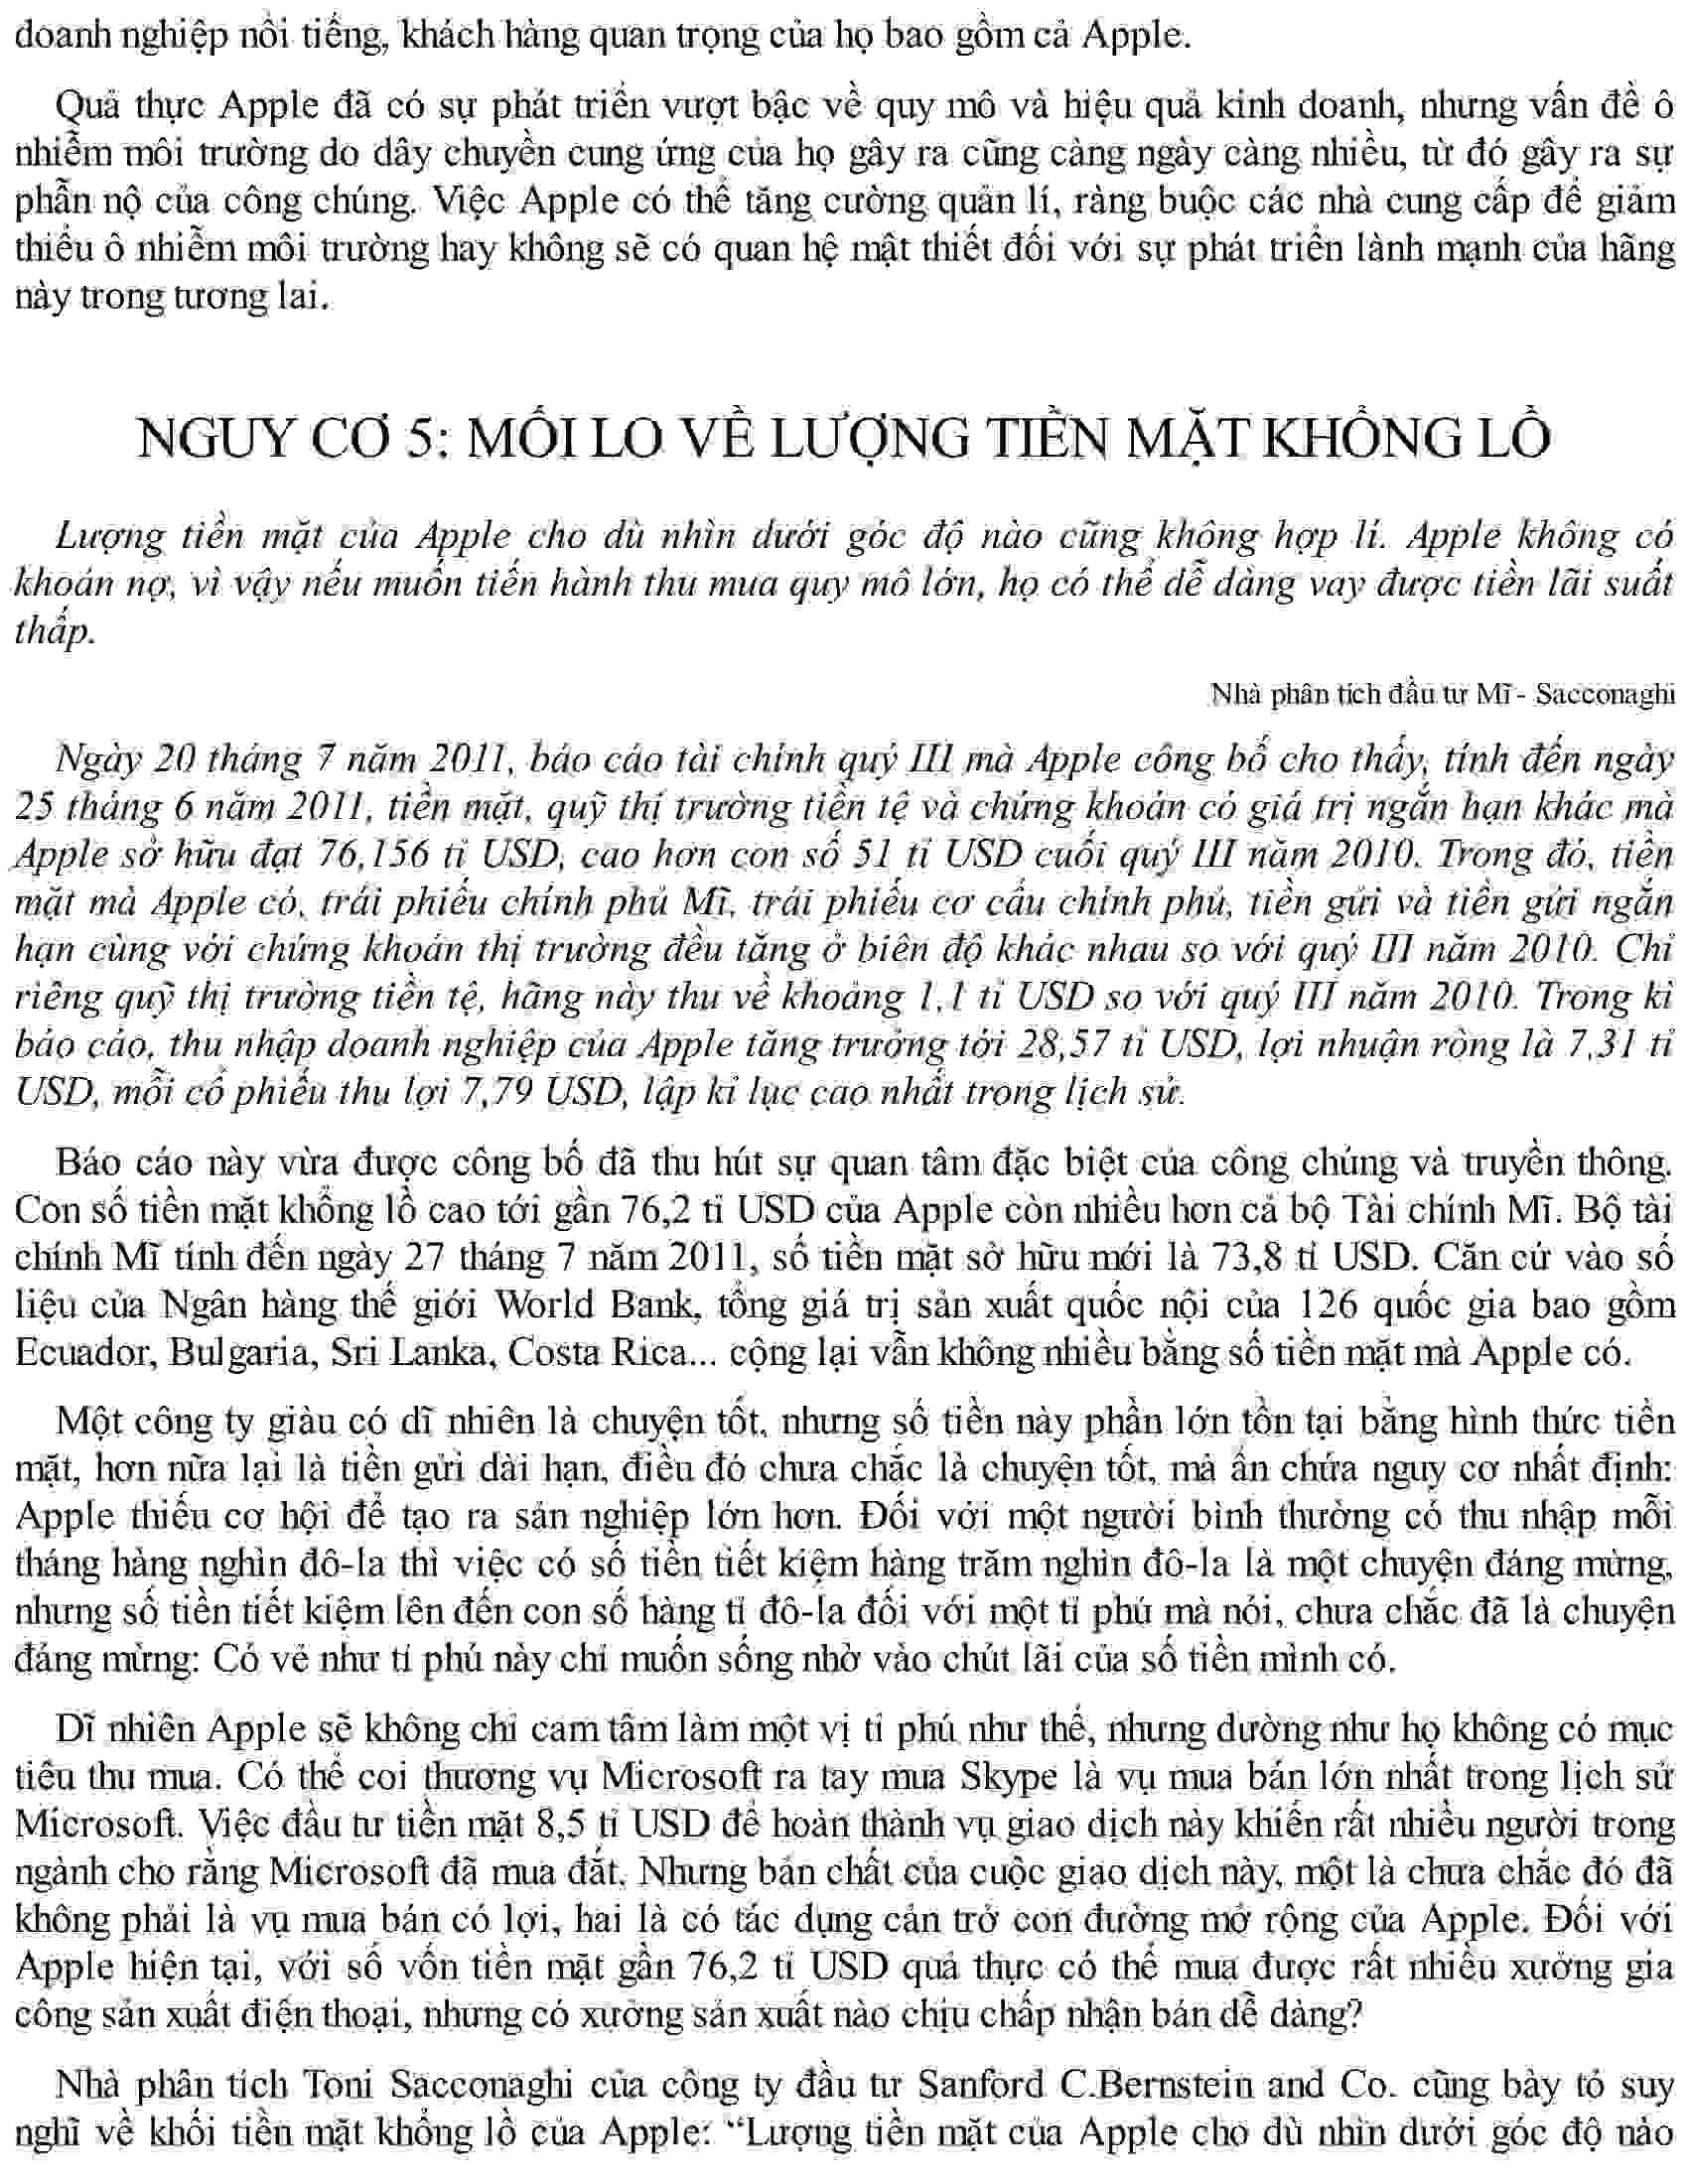 doanh nghiệp nổi tiếng, khách hàng quan trọng của họ bao gồm cả Apple.
Quả thực Apple đã có sự phát triển vượt bậc về quy mô và hiệu quả kinh doanh, nhưng vấn đề ô
nhiễm môi trường do dây chuyền cung ứng của họ gây ra cũng càng ngày càng nhiều, từ đó gây ra sự
phẫn nộ của công chúng. Việc Apple có thể tăng cường quản lí, ràng buộc các nhà cung cấp để giảm
thiểu ô nhiễm môi trường hay không sẽ có quan hệ mật thiết đối với sự phát triển lành mạnh của hãng
này trong tương lai.
NGUY CƠ 5: MỐI LO VỀ LƯỢNG TIỀN MẶT KHỔNG LỒ
Lượng tiền mặt của Apple cho dù nhìn dưới góc độ nào cũng không hợp lí. Apple không có
khoản nợ, vì vậy nếu muốn tiến hành thu mua quy mô lớn, họ có thể dễ dàng vay được tiền lãi suất
thấp.
Nhà phân tích đầu tư Mĩ - Sacconaghi
Ngày 20 tháng 7 năm 2011, báo cáo tài chính quý III mà Apple công bố cho thấy, tính đến ngày
25 tháng 6 năm 2011, tiền mặt, quỹ thị trường tiền tệ và chứng khoán có giá trị ngắn hạn khác mà
Apple sở hữu đạt 76,156 tỉ USD, cao hơn con số 51 tỉ USD cuối quý III năm 2010. Trong đó, tiền
mặt mà Apple có, trái phiếu chính phủ Mĩ, trái phiếu cơ cấu chính phủ, tiền gửi và tiền gửi ngắn
hạn cùng với chứng khoán thị trường đều tăng ở biên độ khác nhau so với quý III năm 2010. Chỉ
riêng quỹ thị trường tiền tệ, hãng này thu về khoảng 1,1 tỉ USD so với quý III năm 2010. Trong kì
báo cáo, thu nhập doanh nghiệp của Apple tăng trưởng tới 28,57 tỉ USD, lợi nhuận ròng là 7,31 tỉ
USD, mỗi cổ phiếu thu lợi 7,79 USD, lập kỉ lục cao nhất trong lịch sử.
Báo cáo này vừa được công bố đã thu hút sự quan tâm đặc biệt của công chúng và truyền thông.
Con số tiền mặt khổng lồ cao tới gần 76,2 tỉ USD của Apple còn nhiều hơn cả bộ Tài chính Mĩ. Bộ tài
chính Mĩ tính đến ngày 27 tháng 7 năm 2011, số tiền mặt sở hữu mới là 73,8 tỉ USD. Căn cứ vào số
liệu của Ngân hàng thế giới World Bank, tổng giá trị sản xuất quốc nội của 126 quốc gia bao gồm
Ecuador, Bulgaria, Sri Lanka, Costa Rica... cộng lại vẫn không nhiều bằng số tiền mặt mà Apple có.
Một công ty giàu có dĩ nhiên là chuyện tốt, nhưng số tiền này phần lớn tồn tại bằng hình thức tiền
mặt, hơn nữa lại là tiền gửi dài hạn, điều đó chưa chắc là chuyện tốt, mà ẩn chứa nguy cơ nhất định:
Apple thiếu cơ hội để tạo ra sản nghiệp lớn hơn. Đối với một người bình thường có thu nhập mỗi
tháng hàng nghìn đô-la thì việc có số tiền tiết kiệm hàng trăm nghìn đô-la là một chuyện đáng mừng,
nhưng số tiền tiết kiệm lên đến con số hàng tỉ đô-la đối với một tỉ phú mà nói, chưa chắc đã là chuyện
đáng mừng: Có vẻ như tỉ phú này chỉ muốn sống nhờ vào chút lãi của số tiền mình có.
Dĩ nhiên Apple sẽ không chỉ cam tâm làm một vị tỉ phú như thế, nhưng dường như họ không có mục
tiêu thu mua. Có thể coi thương vụ Microsoft ra tay mua Skype là vụ mua bán lớn nhất trong lịch sử
Microsoft. Việc đầu tư tiền mặt 8,5 tỉ USD để hoàn thành vụ giao dịch này khiến rất nhiều người trong
ngành cho rằng Microsoft đã mua đắt. Nhưng bản chất của cuộc giao dịch này, một là chưa chắc đó đã
không phải là vụ mua bán có lợi, hai là có tác dụng cản trở con đường mở rộng của Apple. Đối với
Apple hiện tại, với số vốn tiền mặt gần 76,2 tỉ USD quả thực có thể mua được rất nhiều xưởng gia
công sản xuất điện thoại, nhưng có xưởng sản xuất nào chịu chấp nhận bán dễ dàng?
Nhà phân tích Toni Sacconaghi của công ty đầu tư Sanford C.Bernstein and Co. cũng bày tỏ suy
nghĩ về khối tiền mặt khổng lồ của Apple: “Lượng tiền mặt của Apple cho dù nhìn dưới góc độ nào